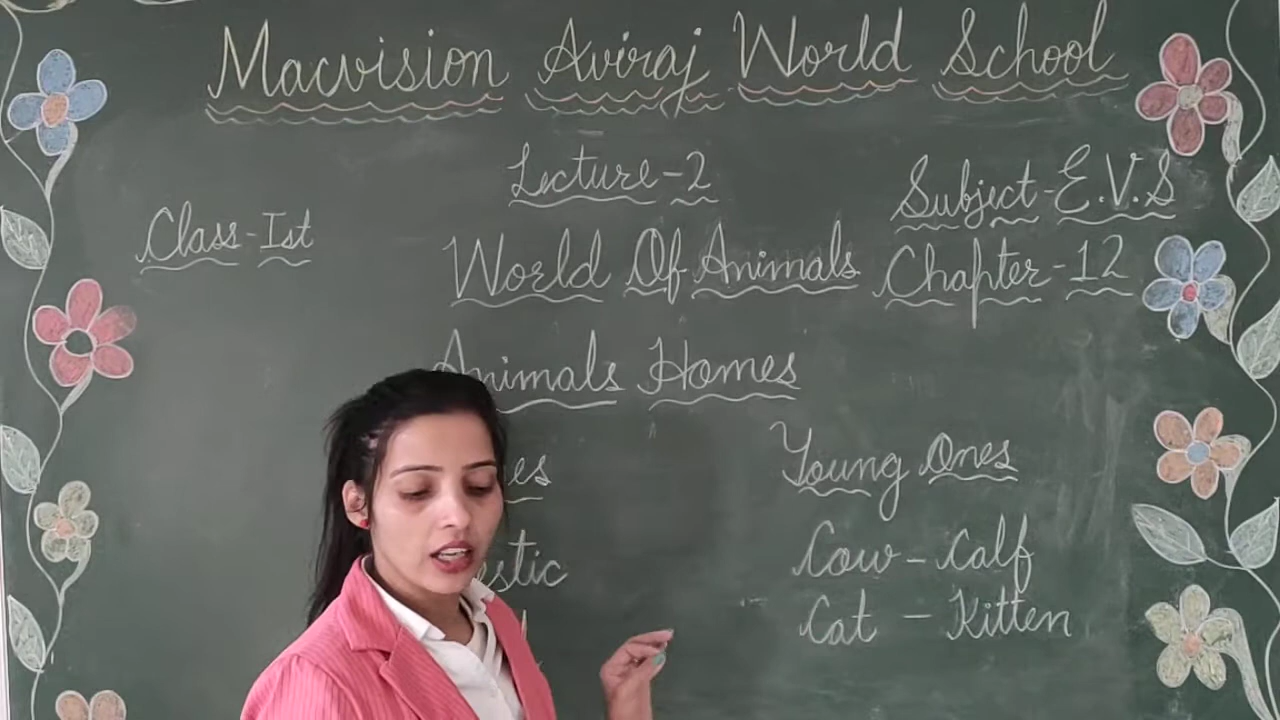 Macvision Aviraj World School
Lecture-2
Subject-E.V.S
Class-Ist
World Of Animals
Chapter-12
Animals Homes
Young Ones
Cow - Calf
Cat - Kitten